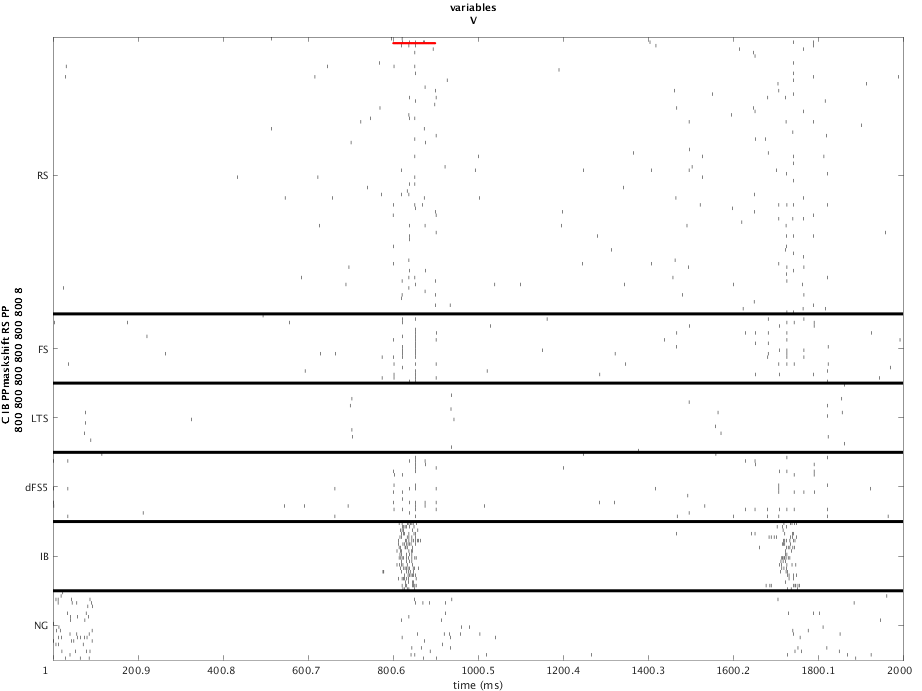 variables
V
RS
FS
LTS
dFS5
IB
NG
C IB PPmaskshift RS PP
800 800 800 800 800 800 8
1
200.9
400.8
600.7
800.6
1000.5
1200.4
1400.3
1600.2
1800.1
2000
time (ms)